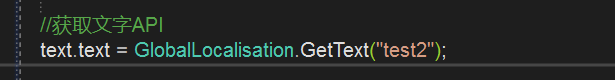 //获取文字API
text.text = GlobalLocalisation.GetText("test2");